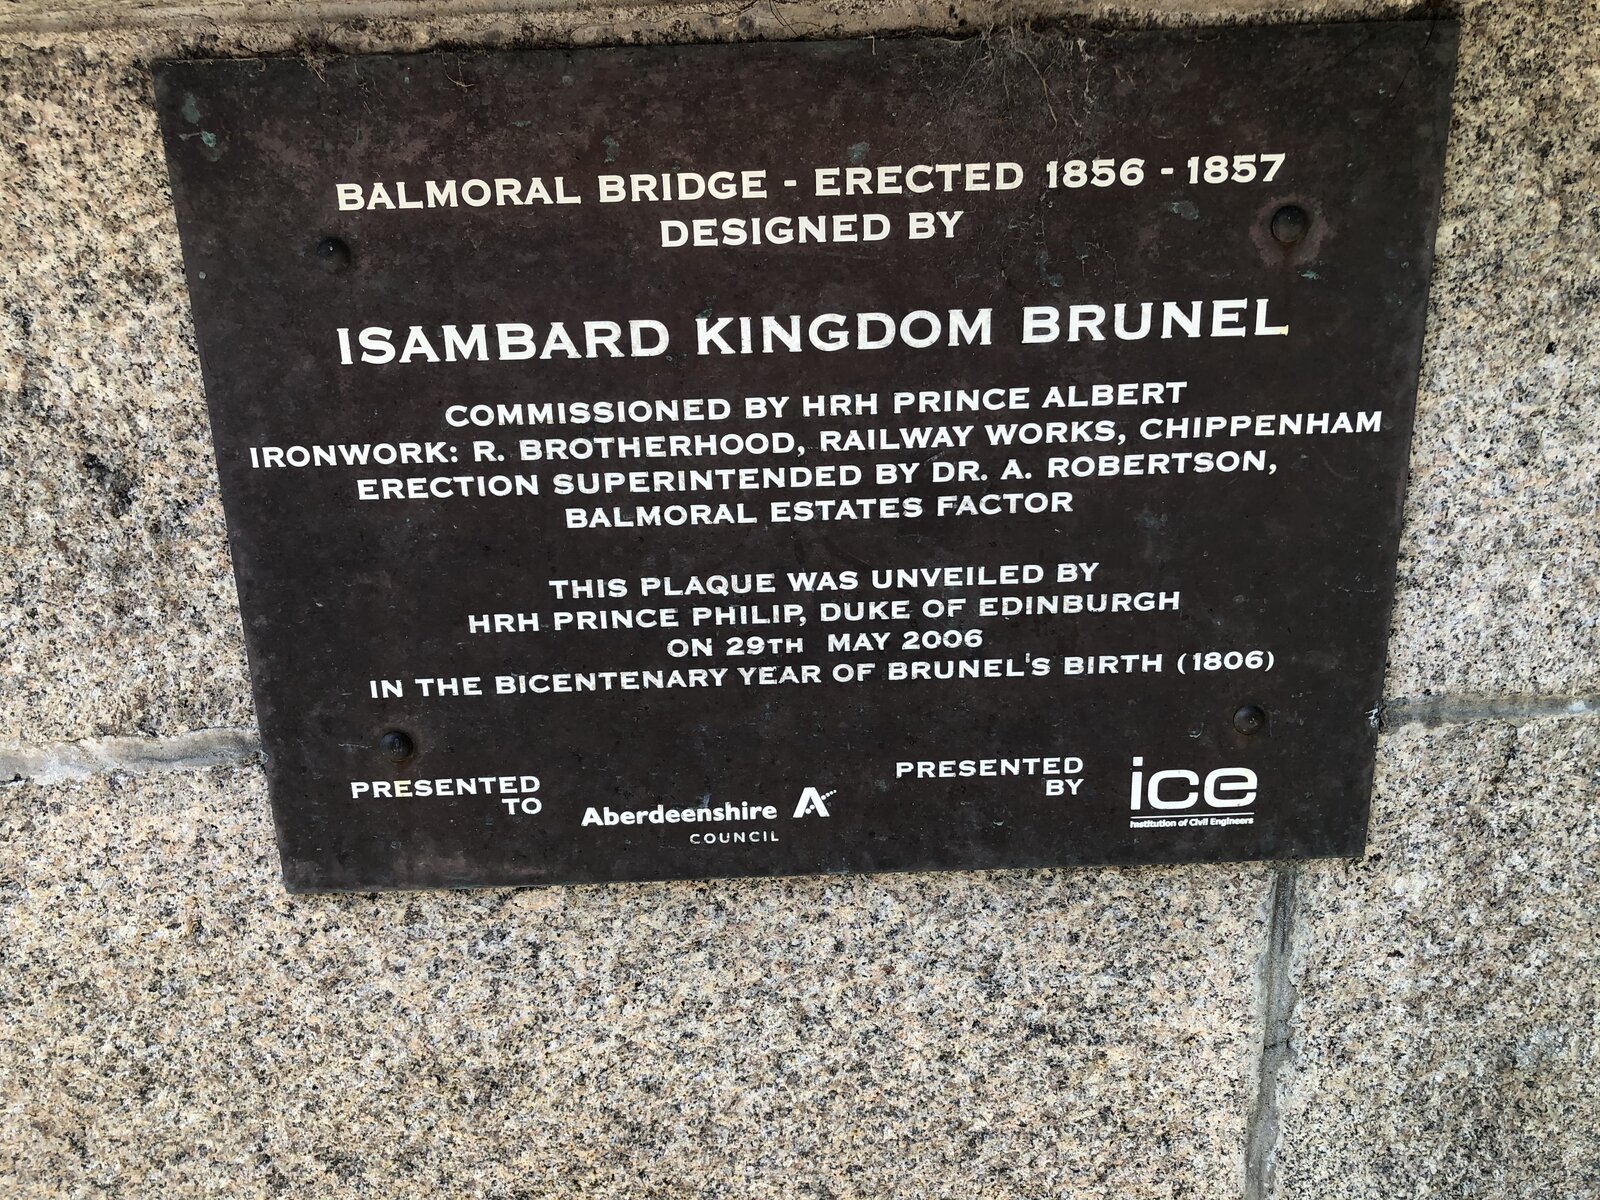 BALMORAL BRIDGE - ERECTED 1856 - 1857
DESIGNED BY
ISAMBARD KINGDOM BRUNEL
COMMISSIONED BY HRH PRINCE ALBERT
IRONWORK: R. BROTHERHOOD, RAILWAY WORKS, CHIPPENHAM
ERECTION SUPERINTENDED BY DR. A. ROBERTSON,
BALMORAL ESTATES FACTOR
THIS PLAQUE WAS UNVEILED BY
HRH PRINCE PHILIP, DUKE OF EDINBURGH
ON 29TH MAY 2006
IN THE BICENTENARY YEAR OF BRUNEL'S BIRTH (1806)
PRESENTED
TO
Aberdeenshire
COUNCIL
PRESENTED
BY
ice
Institution of Civil Engineers